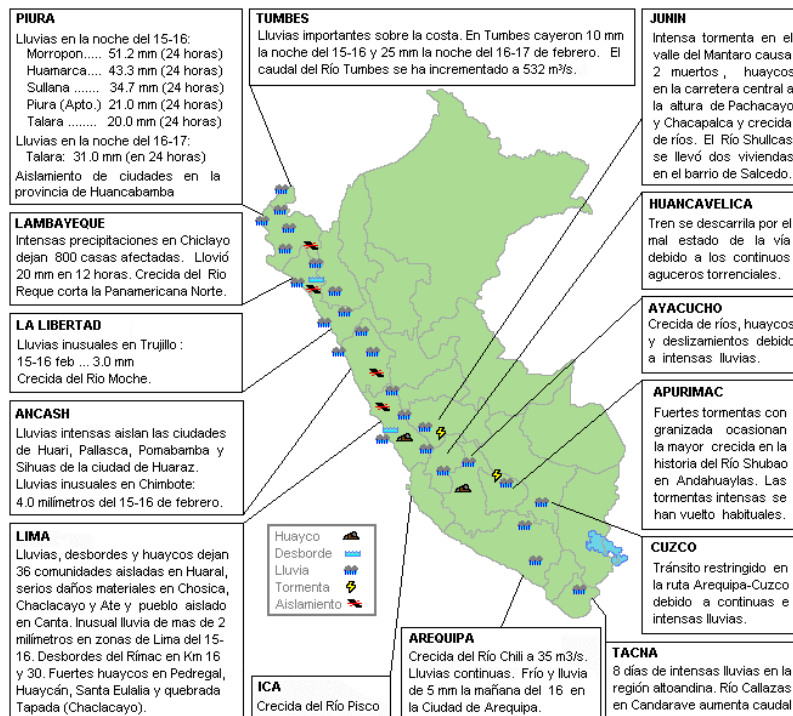 PIURA
Lluvias en la noche del 15-16:
Morropon..... 51.2 mm (24 horas)
Huamarca.... 43.3 mm (24 horas)
Sullana ....... 34.7 mm (24 horas)
Piura (Apto.) 21.0 mm (24 horas)
Talara ........ 20.0 mm (24 horas)
Lluvias en la noche del 16-17:
Talara: 31.0 mm (en 24 horas)
Aislamiento de ciudades en la
provincia de Huancabamba
TUMBES
Lluvias importantes sobre la costa. En Tumbes cayeron 10 mm
la noche del 15-16 y 25 mm la noche del 16-17 de febrero. El
caudal del Río Tumbes se ha incrementado a 532 m³/s.
JUNIN
Intensa tormenta en el
valle del Mantaro causa
2 muertos , huaycos
en la carretera central a
la altura de Pachacayo
y Chacapalca y crecida
de ríos. El Río Shullcas
se llevó dos viviendas
en el barrio de Salcedo.
LAMBAYEQUE
Intensas precipitaciones en Chiclayo
dejan 800 casas afectadas. Llovió
20 mm en 12 horas. Crecida del Rio
Reque corta la Panamericana Norte.
HUANCAVELICA
Tren se descarrila por el
mal estado de la vía
debido a los continuos
aguceros torrenciales.
LA LIBERTAD
Lluvias inusuales en Trujillo :
15-16 feb ... 3.0 mm
Crecida del Rio Moche.
AYACUCHO
Crecida de ríos, huaycos
y deslizamientos debido
a intensas lluvias.
ANCASH
Lluvias intensas aislan las ciudades
de Huari, Pallasca, Pomabamba y
Sihuas de la ciudad de Huaraz.
Lluvias inusuales en Chimbote:
4.0 milímetros del 15-16 de febrero.
APURIMAC
Fuertes tormentas con
granizada ocasionan
la mayor crecida en la
historia del Río Shubao
en Andahuaylas. Las
tormentas intensas se
han vuelto habituales.
LIMA
Lluvias, desbordes y huaycos dejan
36 comunidades aisladas en Huaral,
serios daños materiales en Chosica,
Chaclacayo y Ate y pueblo aislado
en Canta. Inusual lluvia de mas de 2
milímetros en zonas de Lima del 15-
16. Desbordes del Rímac en Km 16
y 30. Fuertes huaycos en Pedregal,
Huaycán, Santa Eulalia y quebrada
Tapada (Chaclacayo).
Huayco
Desborde
Lluvia
Tormenta
Aislamiento
CUZCO
Tránsito restringido en
la ruta Arequipa-Cuzco
debido a continuas e
intensas lluvias.
ICA
Crecida del Río Pisco
AREQUIPA
Crecida del Río Chili a 35 m3/s.
Lluvias continuas. Frío y lluvia
de 5 mm la mañana del 16 en
la Ciudad de Arequipa.
TACNA
8 días de intensas lluvias en la
región altoandina. Río Callazas
en Candarave aumenta caudal